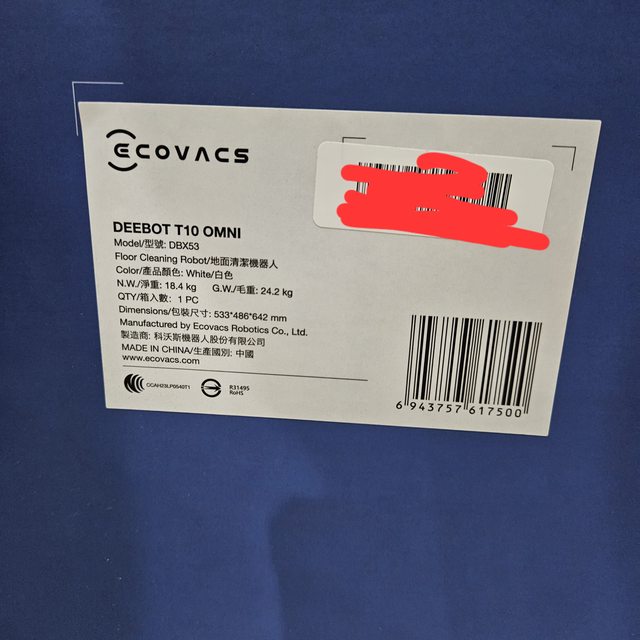 ECOVACS
DEEBOT T10 OMNI
Model/型號: DBX53
Floor Cleaning Robot/地面清潔機器人
Color/產品顏色: White/白色
N.W./淨重: 18.4 kg G.W./毛重: 24.2 kg
QTY/箱入數: 1 PC
Dimensions/包裝尺寸: 533*486*642 mm
Manufactured by Ecovacs Robotics Co., Ltd.
製造商: 科沃斯機器人股份有限公司
MADE IN CHINA/生產國別: 中國
www.ecovacs.com
CCAH23LP0540T1
R31495
RoHS
6 943757 617500